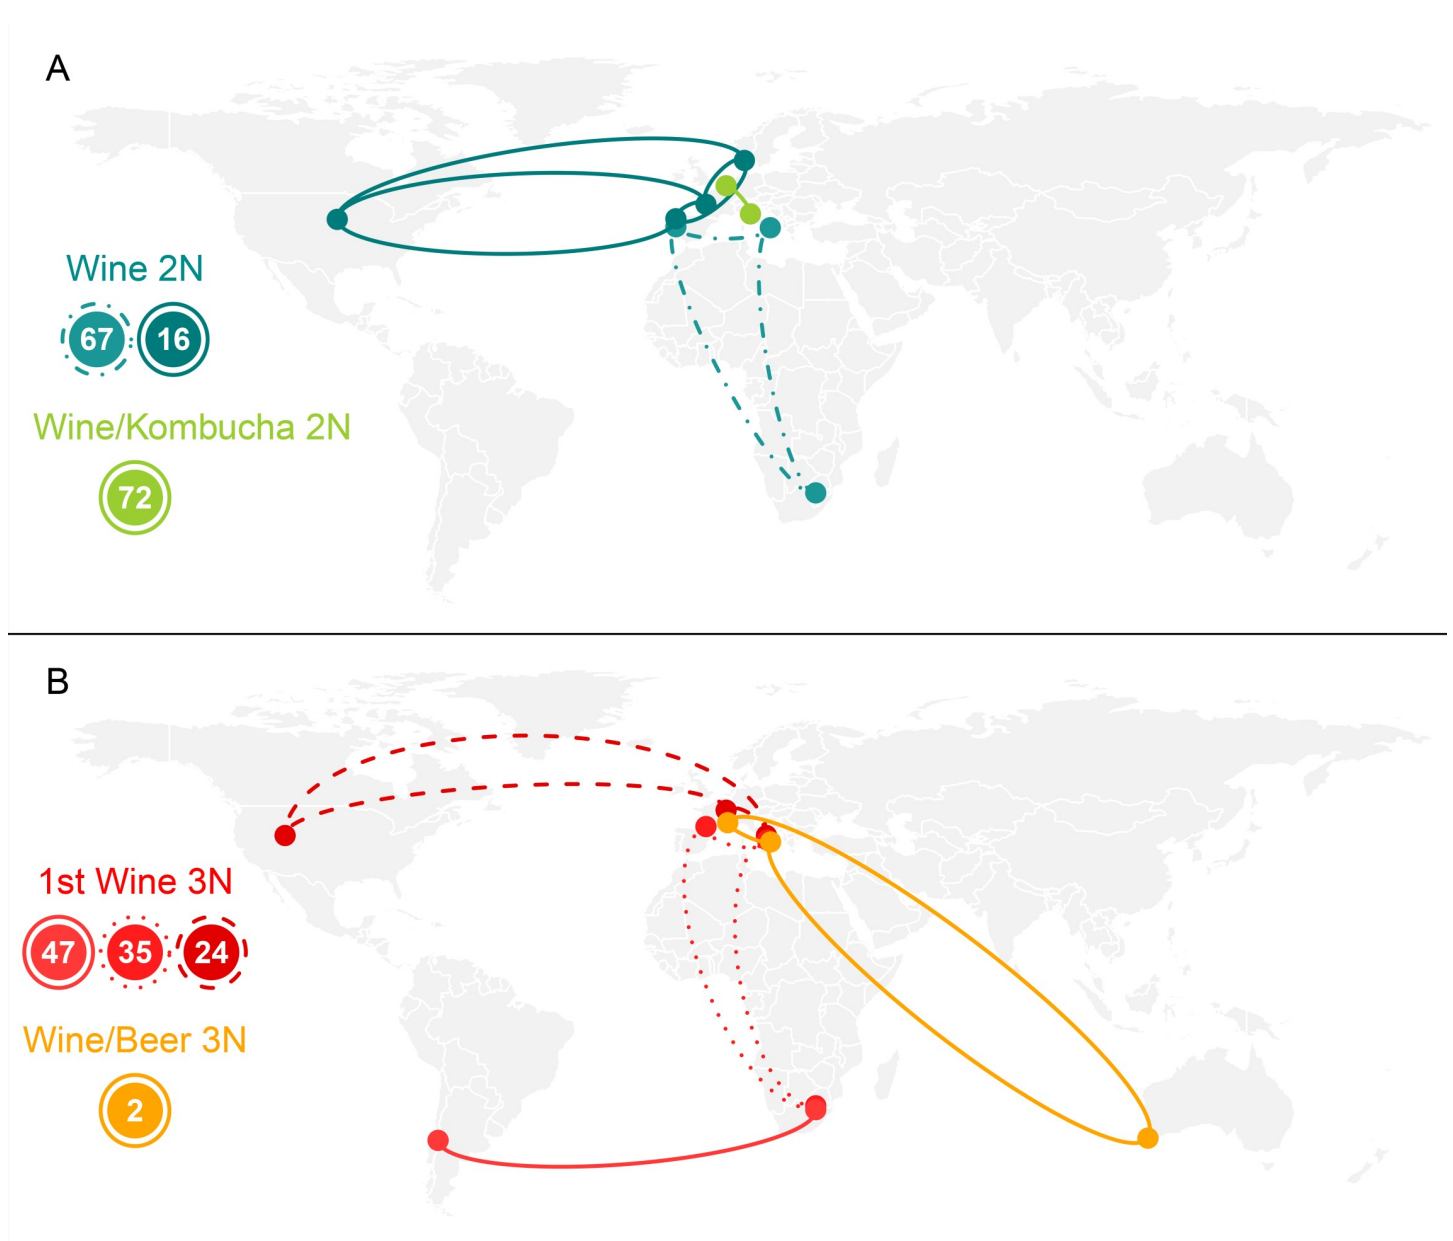 A
Wine 2N
67 16
Wine/Kombucha 2N
72
B
1st Wine 3N
47 35 24
Wine/Beer 3N
2